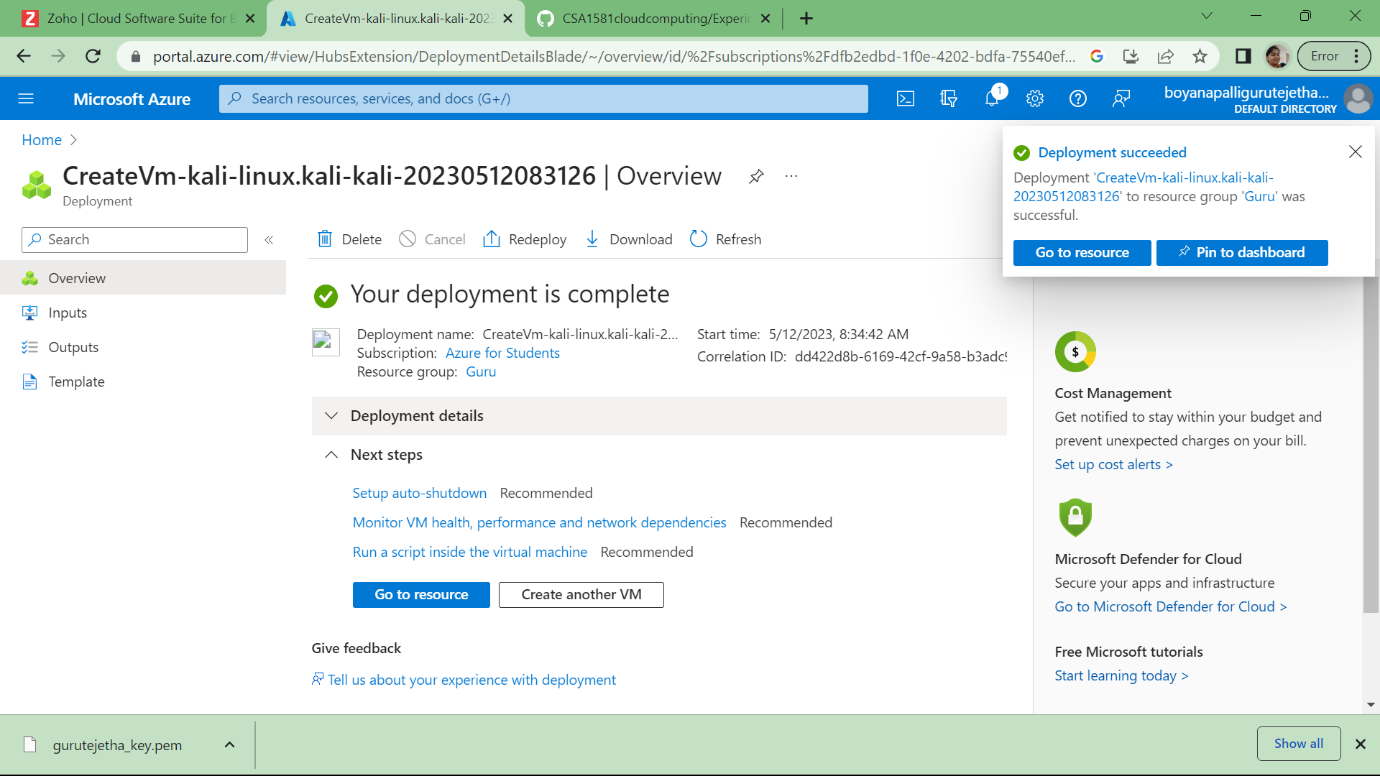 Zoho | Cloud Software Suite for B
CreateVm-kali-linux.kali-kali-2023
CSA1581cloudcomputing/Experin
portal.azure.com/#view/HubsExtension/DeploymentDetailsBlade/~/overview/id/%2Fsubscriptions%2Fdfb2edbd-1f0e-4202-bdfa-75540ef...
Error
Microsoft Azure
Search resources, services, and docs (G+/)
1
boyanapalligurutejetha...
DEFAULT DIRECTORY
Home
CreateVm-kali-linux.kali-kali-20230512083126 | Overview
...
Deployment
Deployment succeeded
Deployment 'CreateVm-kali-linux.kali-kali-
20230512083126' to resource group 'Guru' was
successful.
Go to resource
Pin to dashboard
Search
«
Delete
Cancel
Redeploy
Download
Refresh
Overview
Inputs
Outputs
Template
Your deployment is complete
Deployment name: CreateVm-kali-linux.kali-kali-2...
Subscription: Azure for Students
Resource group: Guru
Start time: 5/12/2023, 8:34:42 AM
Correlation ID: dd422d8b-6169-42cf-9a58-b3adc9
Deployment details
Next steps
Setup auto-shutdown Recommended
Monitor VM health, performance and network dependencies Recommended
Run a script inside the virtual machine Recommended
Go to resource
Create another VM
Give feedback
Tell us about your experience with deployment
$
Cost Management
Get notified to stay within your budget and
prevent unexpected charges on your bill.
Set up cost alerts >
Microsoft Defender for Cloud
Secure your apps and infrastructure
Go to Microsoft Defender for Cloud >
Free Microsoft tutorials
Start learning today >
gurutejetha_key.pem
Show all